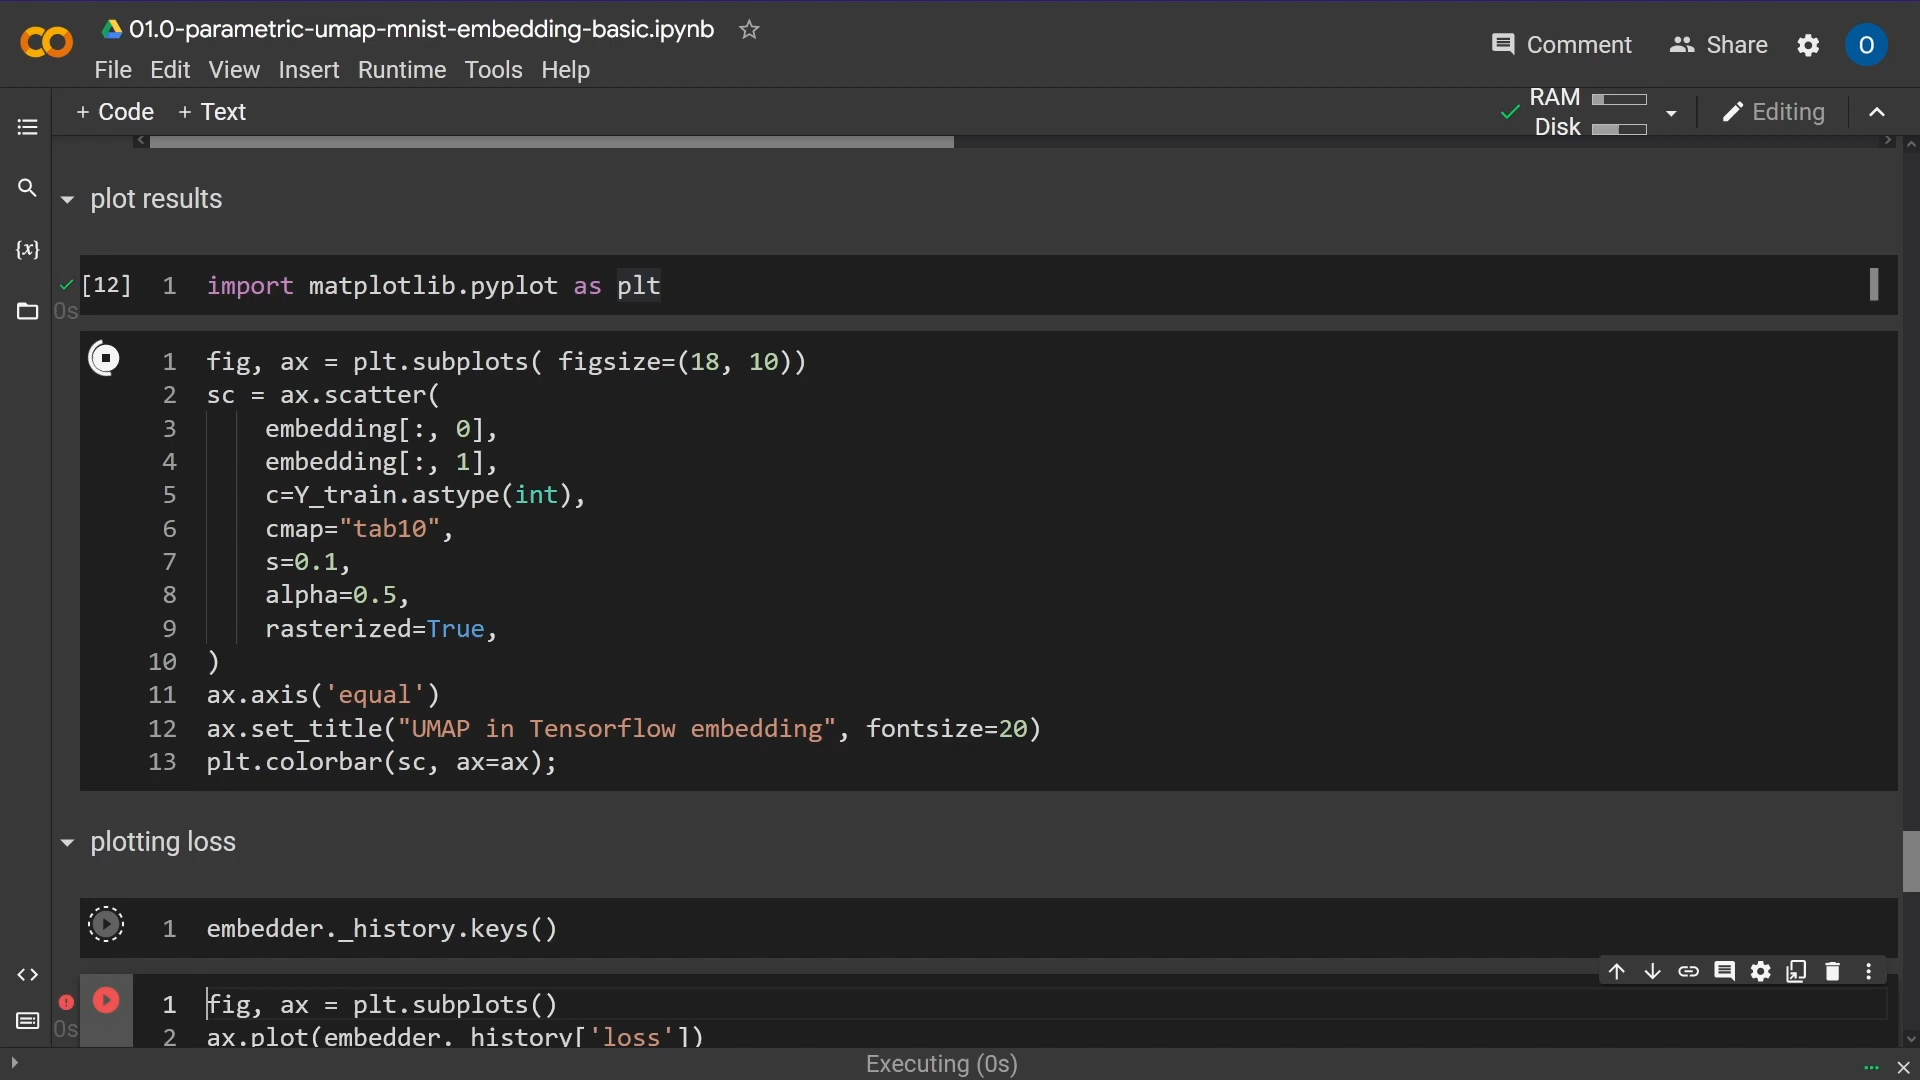 01.0-parametric-umap-mnist-embedding-basic.ipynb
Comment Share O
File Edit View Insert Runtime Tools Help
+ Code + Text
RAM
Disk
Editing
{x}
plot results
[12] 1 import matplotlib.pyplot as plt
0s
1 fig, ax = plt.subplots( figsize=(18, 10))
2 sc = ax.scatter(
3 embedding[:, 0],
4 embedding[:, 1],
5 c=Y_train.astype(int),
6 cmap="tab10",
7 s=0.1,
8 alpha=0.5,
9 rasterized=True,
10 )
11 ax.axis('equal')
12 ax.set_title("UMAP in Tensorflow embedding", fontsize=20)
13 plt.colorbar(sc, ax=ax);
plotting loss
1 embedder._history.keys()
1 fig, ax = plt.subplots()
0s
2 ax.plot(embedder._history['loss'])
Executing (0s)